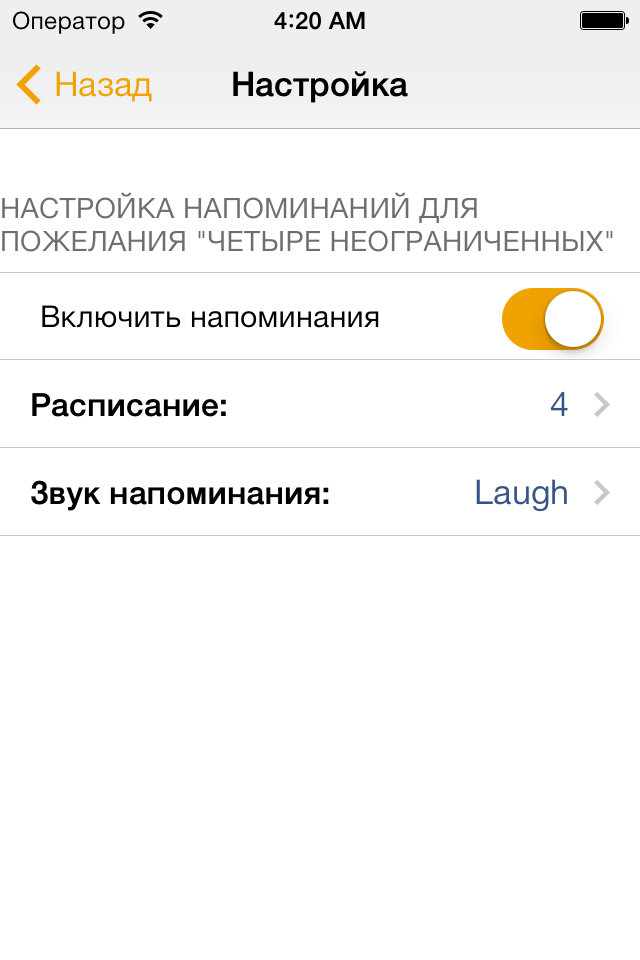 Оператор 4:20 AM
Назад Настройка
НАСТРОЙКА НАПОМИНАНИЙ ДЛЯ
ПОЖЕЛАНИЯ "ЧЕТЫРЕ НЕОГРАНИЧЕННЫХ"
Включить напоминания
Расписание: 4
Звук напоминания: Laugh